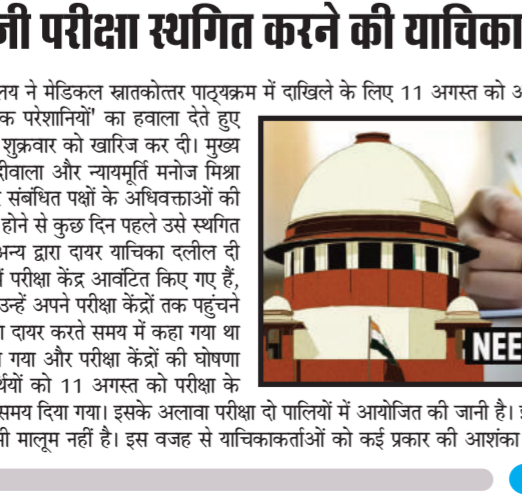 जी परीक्षा स्थगित करने की याचिका
लय ने मेडिकल स्नातकोत्तर पाठ्यक्रम में दाखिले के लिए 11 अगस्त को
क परेशानियों' का हवाला देते हुए
शुक्रवार को खारिज कर दी। मुख्य
दीवाला और न्यायमूर्ति मनोज मिश्रा
संबंधित पक्षों के अधिवक्ताओं की
होने से कुछ दिन पहले उसे स्थगित
अन्य द्वारा दायर याचिका दलील दी
में परीक्षा केंद्र आवंटित किए गए हैं,
उन्हें अपने परीक्षा केंद्रों तक पहुंचने
दायर करते समय में कहा गया था
गया और परीक्षा केंद्रों की घोषणा
र्थियों को 11 अगस्त को परीक्षा के
समय दिया गया। इसके अलावा परीक्षा दो पालियों में आयोजित की जानी है।
भी मालूम नहीं है। इस वजह से याचिकाकर्ताओं को कई प्रकार की आशंका
NEE